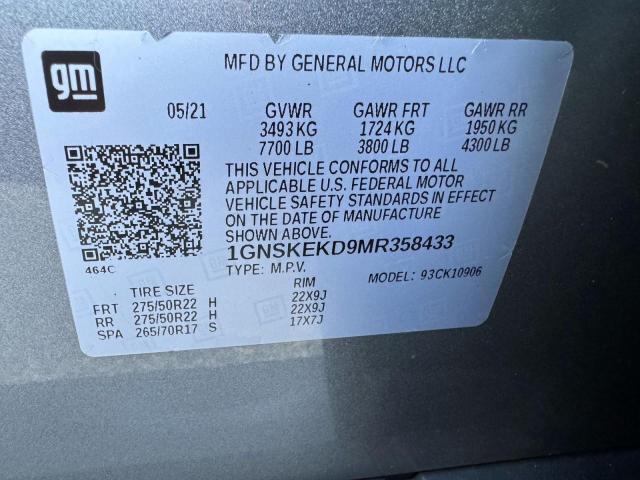 gm
MFD BY GENERAL MOTORS LLC
05/21 GVWR GAWR FRT GAWR RR
3493 KG 1724 KG 1950 KG
7700 LB 3800 LB 4300 LB
THIS VEHICLE CONFORMS TO ALL
APPLICABLE U.S. FEDERAL MOTOR
VEHICLE SAFETY STANDARDS IN EFFECT
ON THE DATE OF MANUFACTURE
SHOWN ABOVE.
1GNSKEKD9MR358433
464C
TYPE: M.P.V. MODEL: 93CK10906
TIRE SIZE RIM
FRT 275/50R22 H 22X9J
RR 275/50R22 H 22X9J
SPA 265/70R17 S 17X7J